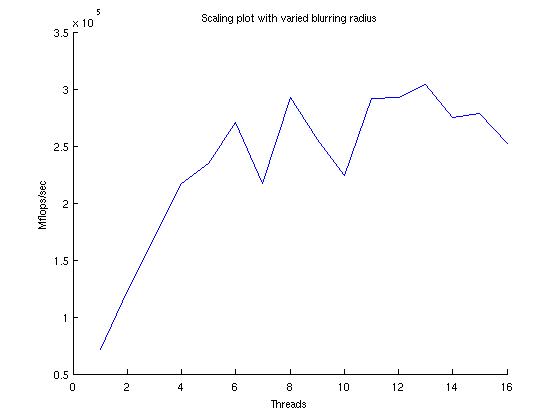 Scaling plot with varied blurring radius
x 10^5
3.5
3
2.5
2
1.5
1
0.5
Mflops/sec
0 2 4 6 8 10 12 14 16
Threads